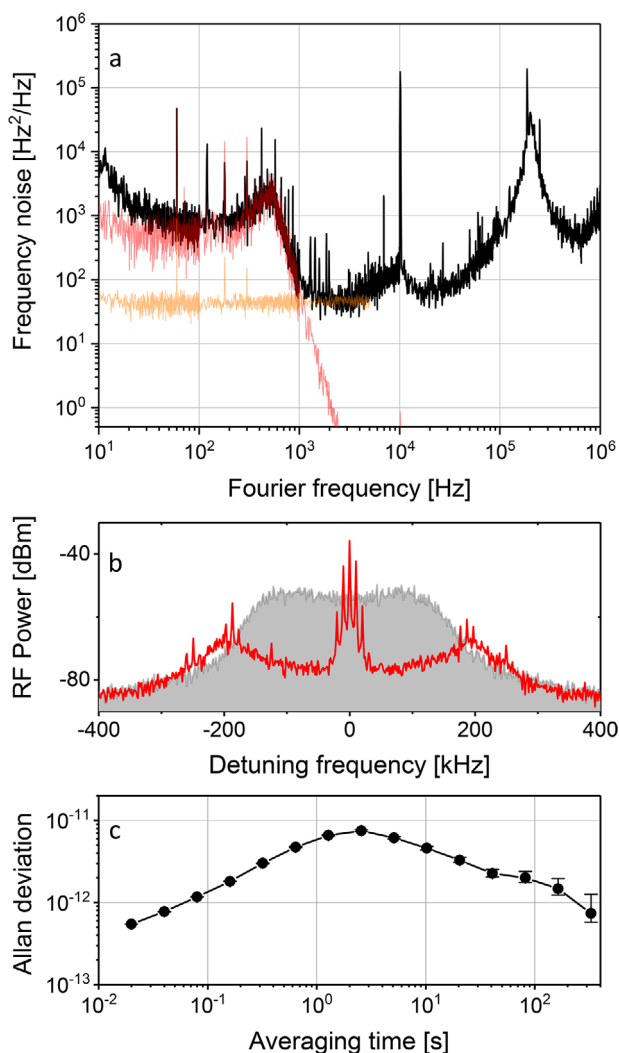 a
Frequency noise [Hz²/Hz]
10⁶
10⁵
10⁴
10³
10²
10¹
10⁰
10¹ 10² 10³ 10⁴ 10⁵ 10⁶
Fourier frequency [Hz]
b
RF Power [dBm]
-40
-80
-400 -200 0 200 400
Detuning frequency [kHz]
c
Allan deviation
10⁻¹¹
10⁻¹²
10⁻¹³
10⁻² 10⁻¹ 10⁰ 10¹ 10²
Averaging time [s]